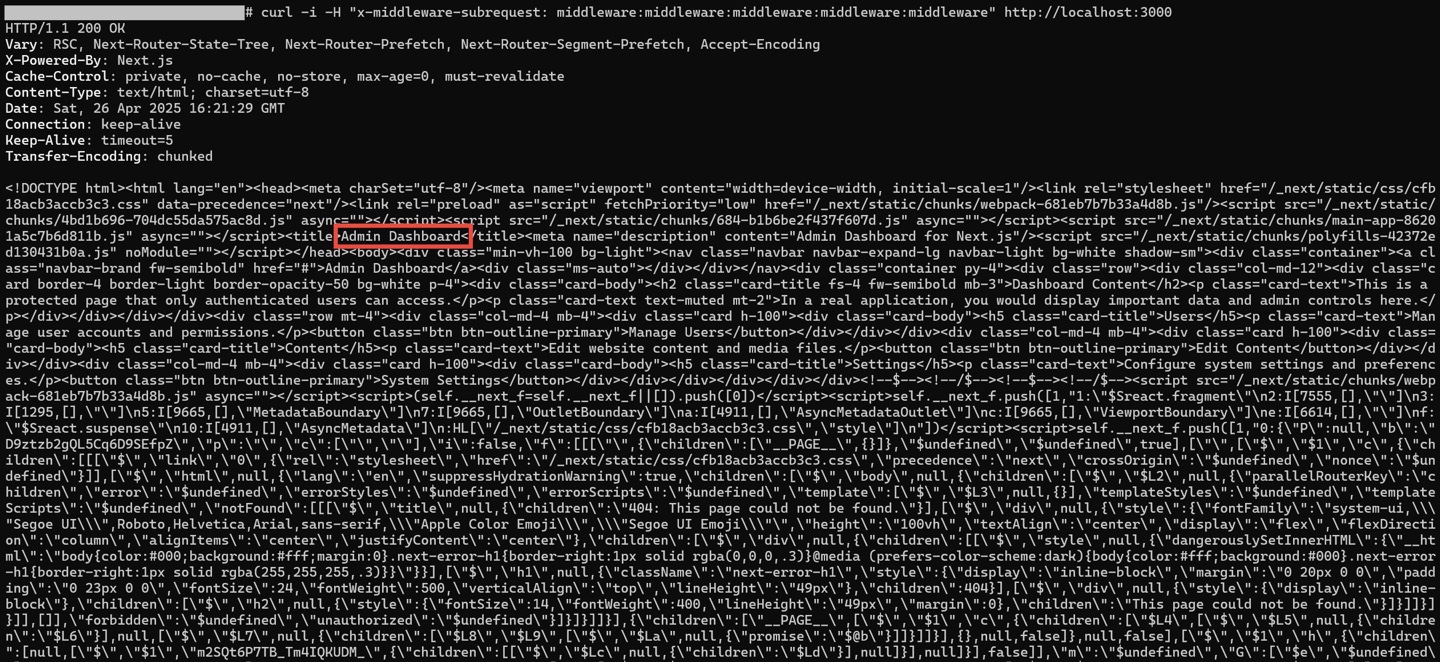 # curl -i -H "x-middleware-subrequest: middleware:middleware:middleware:middleware:middleware" http://localhost:3000
HTTP/1.1 200 OK
Vary: RSC, Next-Router-State-Tree, Next-Router-Prefetch, Next-Router-Segment-Prefetch, Accept-Encoding
X-Powered-By: Next.js
Cache-Control: private, no-cache, no-store, max-age=0, must-revalidate
Content-Type: text/html; charset=utf-8
Date: Sat, 26 Apr 2025 16:21:29 GMT
Connection: keep-alive
Keep-Alive: timeout=5
Transfer-Encoding: chunked
<!DOCTYPE html><html lang="en"><head><meta charSet="utf-8"/><meta name="viewport" content="width=device-width, initial-scale=1"/><link rel="stylesheet" href="/_next/static/css/cfb
18acb3accb3c3.css" data-precedence="next"/><link rel="preload" as="script" fetchPriority="low" href="/_next/static/chunks/webpack-681eb7b7b33a4d8b.js"/><script src="/_next/static/
chunks/4bd1b696-704dc55da575ac8d.js" async=""></script><script src="/_next/static/chunks/684-b1b6be2f437f607d.js" async=""></script><script src="/_next/static/chunks/main-app-8620
1a5c7b6d811b.js" async=""></script><title>Admin Dashboard</title><meta name="description" content="Admin Dashboard for Next.js"/><script src="/_next/static/chunks/polyfills-42372e
d130431b0a.js" noModule=""></script></head><body><div class="min-vh-100 bg-light"><nav class="navbar navbar-expand-lg navbar-light bg-white shadow-sm"><div class="container"><a cl
ass="navbar-brand fw-semibold" href="#">Admin Dashboard</a><div class="ms-auto"></div></div></nav><div class="container py-4"><div class="row"><div class="col-md-12"><div class="c
ard border-4 border-light border-opacity-50 bg-white p-4"><div class="card-body"><h2 class="card-title fs-4 fw-semibold mb-3">Dashboard Content</h2><p class="card-text">This is a 
protected page that only authenticated users can access.</p><p class="card-text text-muted mt-2">In a real application, you would display important data and admin controls here.</
p></div></div></div></div><div class="row mt-4"><div class="col-md-4 mb-4"><div class="card h-100"><div class="card-body"><h5 class="card-title">Users</h5><p class="card-text">Man
age user accounts and permissions.</p><button class="btn btn-outline-primary">Manage Users</button></div></div></div><div class="col-md-4 mb-4"><div class="card h-100"><div class=
"card-body"><h5 class="card-title">Content</h5><p class="card-text">Edit website content and media files.</p><button class="btn btn-outline-primary">Edit Content</button></div></d
iv></div><div class="col-md-4 mb-4"><div class="card h-100"><div class="card-body"><h5 class="card-title">Settings</h5><p class="card-text">Configure system settings and preferenc
es.</p><button class="btn btn-outline-primary">System Settings</button></div></div></div></div></div></div><!--$--><!--/$--><!--$--><!--/$--><script src="/_next/static/chunks/webp
ack-681eb7b7b33a4d8b.js" async=""></script><script>(self.__next_f=self.__next_f||[]).push([0])</script><script>self.__next_f.push([1,"1:\"$Sreact.fragment\"\n2:I[7555,[],\"\"]\n3:
I[1295,[],\"\"]\n5:I[9665,[],\"MetadataBoundary\"]\n7:I[9665,[],\"OutletBoundary\"]\na:I[4911,[],\"AsyncMetadataOutlet\"]\nc:I[9665,[],\"ViewportBoundary\"]\ne:I[6614,[],\"\"]\nf:
\"$Sreact.suspense\"\n10:I[4911,[],\"AsyncMetadata\"]\n:HL[\"/_next/static/css/cfb18acb3accb3c3.css\",\"style\"]\n"])</script><script>self.__next_f.push([1,"0:{\"P\":null,\"b\":\"
D9ztzb2gQL5Cq6D9SEfpZ\",\"p\":\"\",\"c\":[\"\",\"\"],\"i\":false,\"f\":[[[\"\",{\"children\":[\"__PAGE__\",{}]},\"$undefined\",\"$undefined\",true],[\"\",[\"$\",\"$1\",\"c\",{\"ch
ildren\":[[[\"$\",\"link\",\"0\",{\"rel\":\"stylesheet\",\"href\":\"/_next/static/css/cfb18acb3accb3c3.css\",\"precedence\":\"next\",\"crossOrigin\":\"$undefined\",\"nonce\":\"$un
defined\"}]],[\"$\",\"html\",null,{\"lang\":\"en\",\"suppressHydrationWarning\":true,\"children\":[\"$\",\"body\",null,{\"children\":[\"$\",\"$L2\",null,{\"parallelRouterKey\":\"c
hildren\",\"error\":\"$undefined\",\"errorStyles\":\"$undefined\",\"errorScripts\":\"$undefined\",\"template\":[\"$\",\"$L3\",null,{}],\"templateStyles\":\"$undefined\",\"template
Scripts\":\"$undefined\",\"notFound\":[[[\"$\",\"title\",null,{\"children\":\"404: This page could not be found.\"}],[\"$\",\"div\",null,{\"style\":{\"fontFamily\":\"system-ui,\\\
"Segoe UI\\\",Roboto,Helvetica,Arial,sans-serif,\\\"Apple Color Emoji\\\",\\\"Segoe UI Emoji\\\"\",\"height\":\"100vh\",\"textAlign\":\"center\",\"display\":\"flex\",\"flexDirecti
on\":\"column\",\"alignItems\":\"center\",\"justifyContent\":\"center\"},\"children\":[\"$\",\"div\",null,{\"children\":[[\"$\",\"style\",null,{\"dangerouslySetInnerHTML\":{\"__ht
ml\":\"body{color:#000;background:#fff;margin:0}.next-error-h1{border-right:1px solid rgba(0,0,0,.3)}@media (prefers-color-scheme:dark){body{color:#fff;background:#000}.next-error
-h1{border-right:1px solid rgba(255,255,255,.3)}}\"}}],[\"$\",\"h1\",null,{\"className\":\"next-error-h1\",\"style\":{\"display\":\"inline-block\",\"margin\":\"0 20px 0 0\",\"padd
ing\":\"0 23px 0 0\",\"fontSize\":24,\"fontWeight\":500,\"verticalAlign\":\"top\",\"lineHeight\":\"49px\"},\"children\":404}],[\"$\",\"div\",null,{\"style\":{\"display\":\"inline-
block\"},\"children\":[\"$\",\"h2\",null,{\"style\":{\"fontSize\":14,\"fontWeight\":400,\"lineHeight\":\"49px\",\"margin\":0},\"children\":\"This page could not be found.\"}]}]]}]
}]],[]],\"forbidden\":\"$undefined\",\"unauthorized\":\"$undefined\"}]}]}]]}],{\"children\":[\"__PAGE__\",[\"$\",\"$1\",\"c\",{\"children\":[\"$L4\",[\"$\",\"$L5\",null,{\"childre
n\":\"$L6\"}],null,[\"$\",\"$L7\",null,{\"children\":[\"$L8\",\"$L9\",[\"$\",\"$La\",null,{\"promise\":\"$@b\"}]]}]]}],{},null,false]},null,false],[\"$\",\"$1\",\"h\",{\"children\"
:[null,[\"$\",\"$1\",\"m2SQt6P7TB_Tm4IQKUDM_\",{\"children\":[[\"$\",\"$Lc\",null,{\"children\":\"$Ld\"}],null]}],null]}],false]],\"m\":\"$undefined\",\"G\":[\"$e\",\"$undefined\